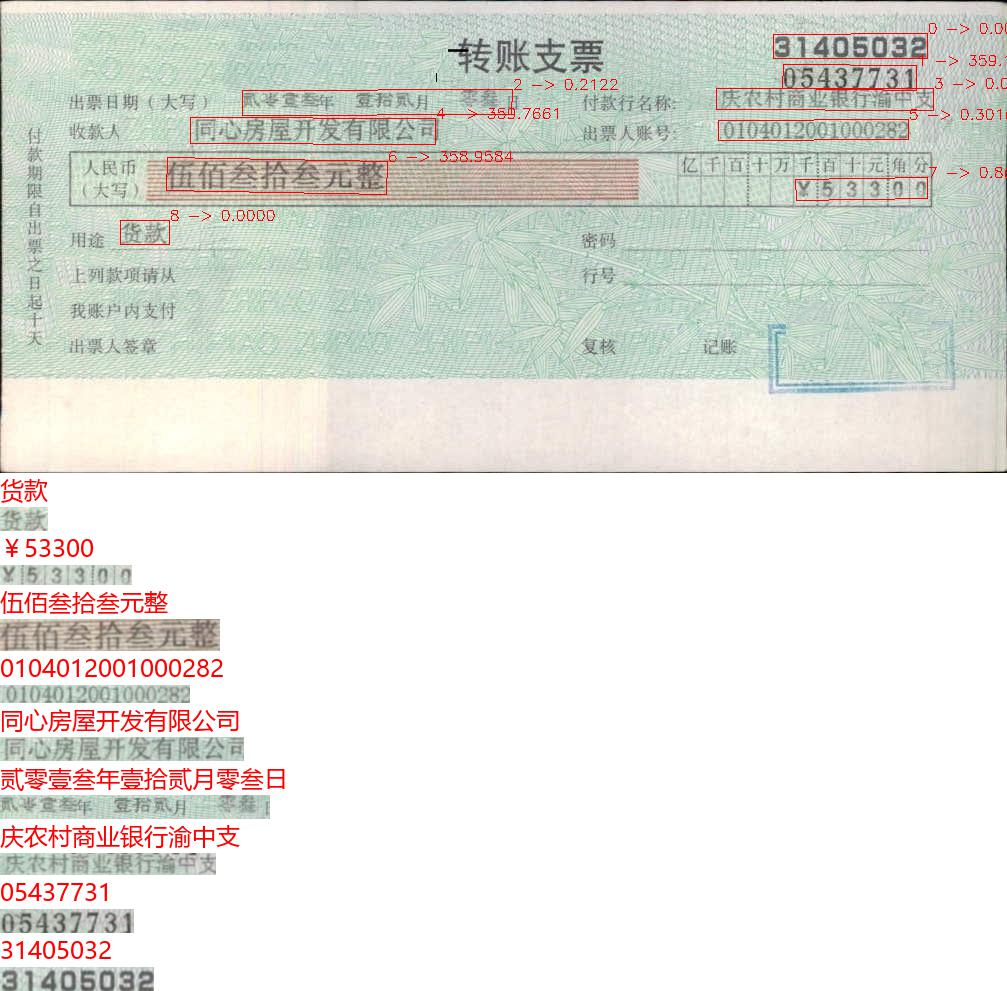 0 -> 0.00
31405032
转账支票
1 -> 359.1
05437731
2 -> 0.2122
3 -> 0.0
出票日期（大写） 贰零壹叁年 壹拾贰月 零叁日
付款行名称: 庆农村商业银行渝中支
4 -> 359.7661
5 -> 0.3010
收款人 同心房屋开发有限公司
出票人账号: 0104012001000282
6 -> 358.9584
7 -> 0.8
人民币（大写） 伍佰叁拾叁元整
亿千百十万千百十元角分
¥53300
8 -> 0.0000
用途 货款
密码
上列款项请从
行号
我账户内支付
出票人签章
复核
记账
付款期限自出票之日起十天
货款
货款
￥53300
¥53300
伍佰叁拾叁元整
伍佰叁拾叁元整
0104012001000282
0104012001000282
同心房屋开发有限公司
同心房屋开发有限公司
贰零壹叁年壹拾贰月零叁日
贰零壹叁年 壹拾贰月 零叁
庆农村商业银行渝中支
庆农村商业银行渝中支
05437731
05437731
31405032
31405032